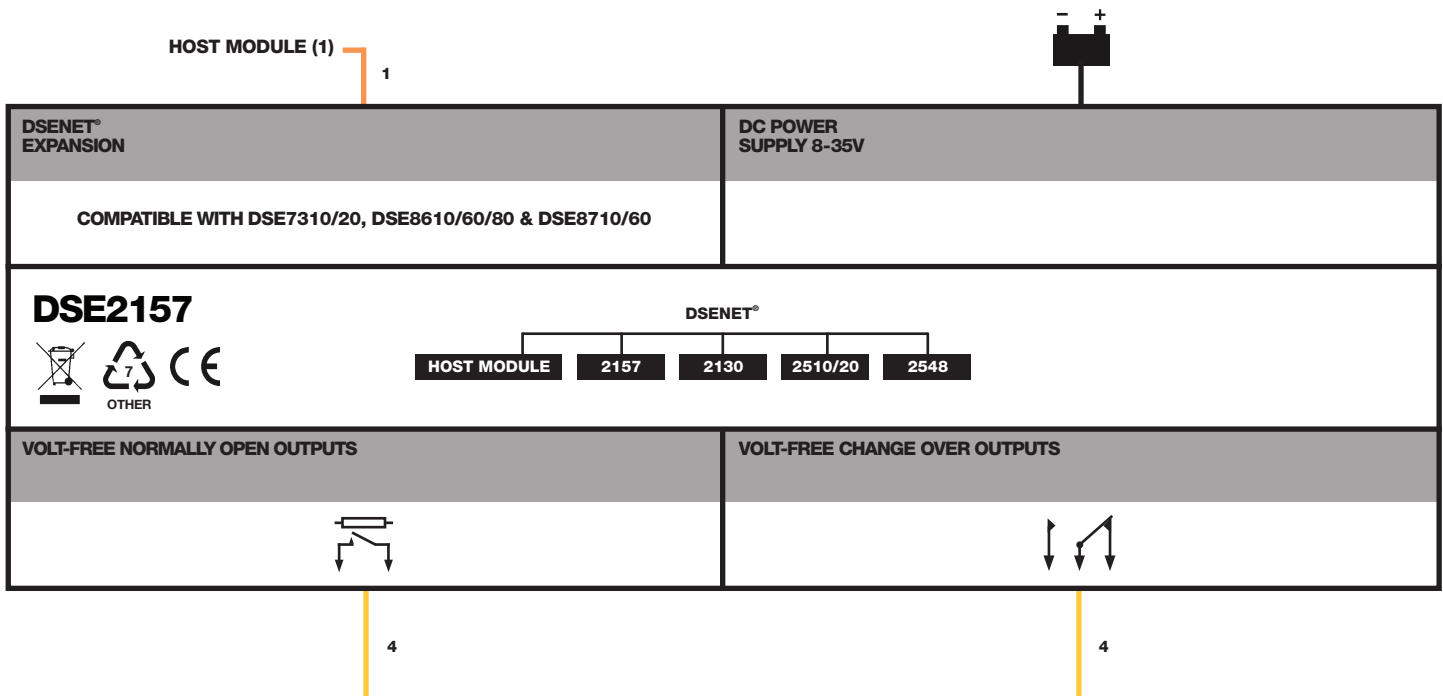 − +
HOST MODULE (1)
1
DSENET®
EXPANSION
DC POWER
SUPPLY 8-35V
COMPATIBLE WITH DSE7310/20, DSE8610/60/80 & DSE8710/60
DSE2157
DSENET®
HOST MODULE 2157 2130 2510/20 2548
7
CE
OTHER
VOLT-FREE NORMALLY OPEN OUTPUTS
VOLT-FREE CHANGE OVER OUTPUTS
4
4